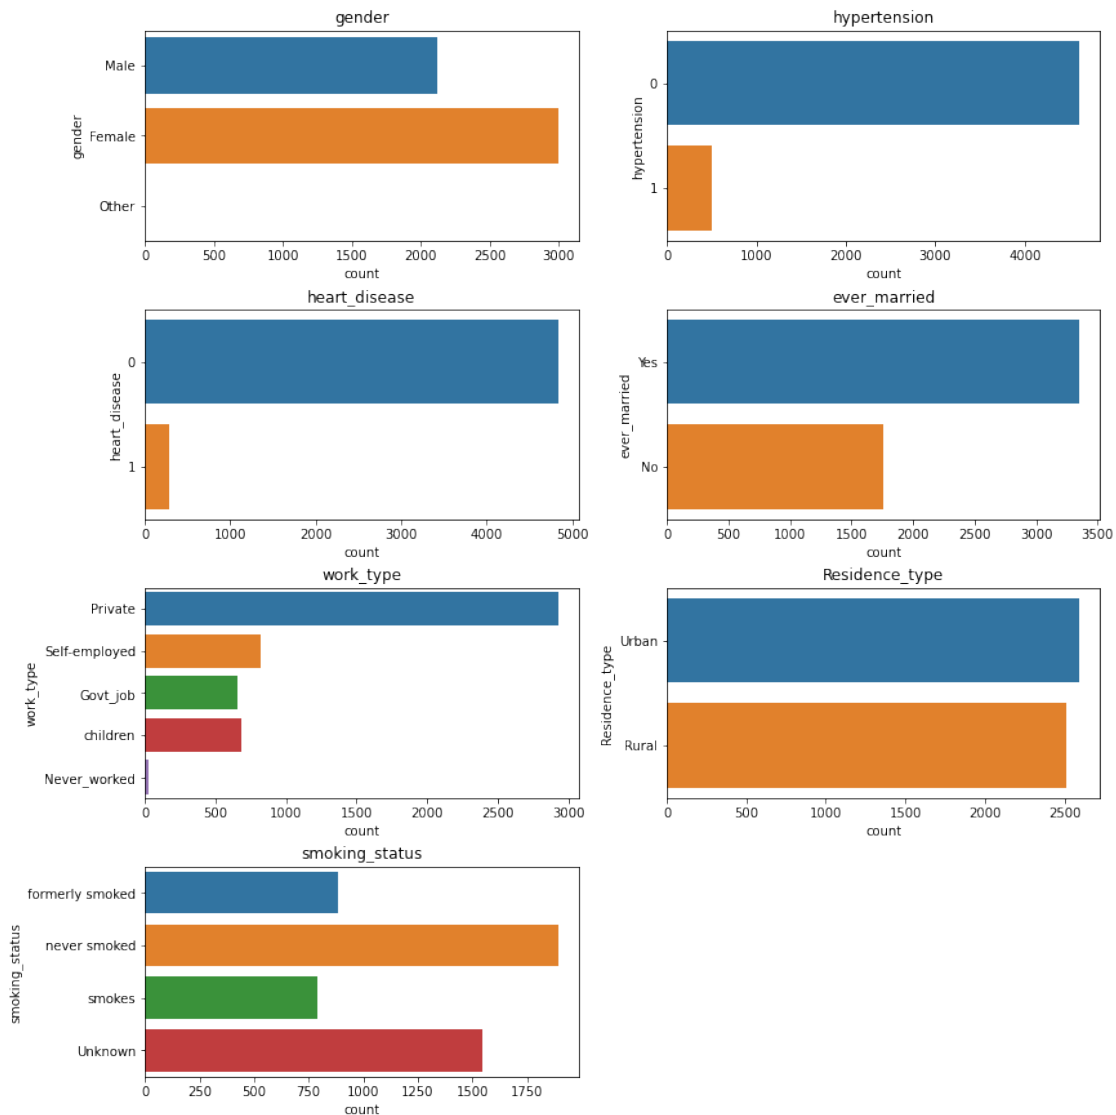 gender
gender
Male
Female
Other
0 500 1000 1500 2000 2500 3000
count
hypertension
hypertension
0
1
0 1000 2000 3000 4000
count
heart_disease
heart_disease
0
1
0 1000 2000 3000 4000 5000
count
ever_married
ever_married
Yes
No
0 500 1000 1500 2000 2500 3000 3500
count
work_type
work_type
Private
Self-employed
Govt_job
children
Never_worked
0 500 1000 1500 2000 2500 3000
count
Residence_type
Residence_type
Urban
Rural
0 500 1000 1500 2000 2500
count
smoking_status
smoking_status
formerly smoked
never smoked
smokes
Unknown
0 250 500 750 1000 1250 1500 1750
count